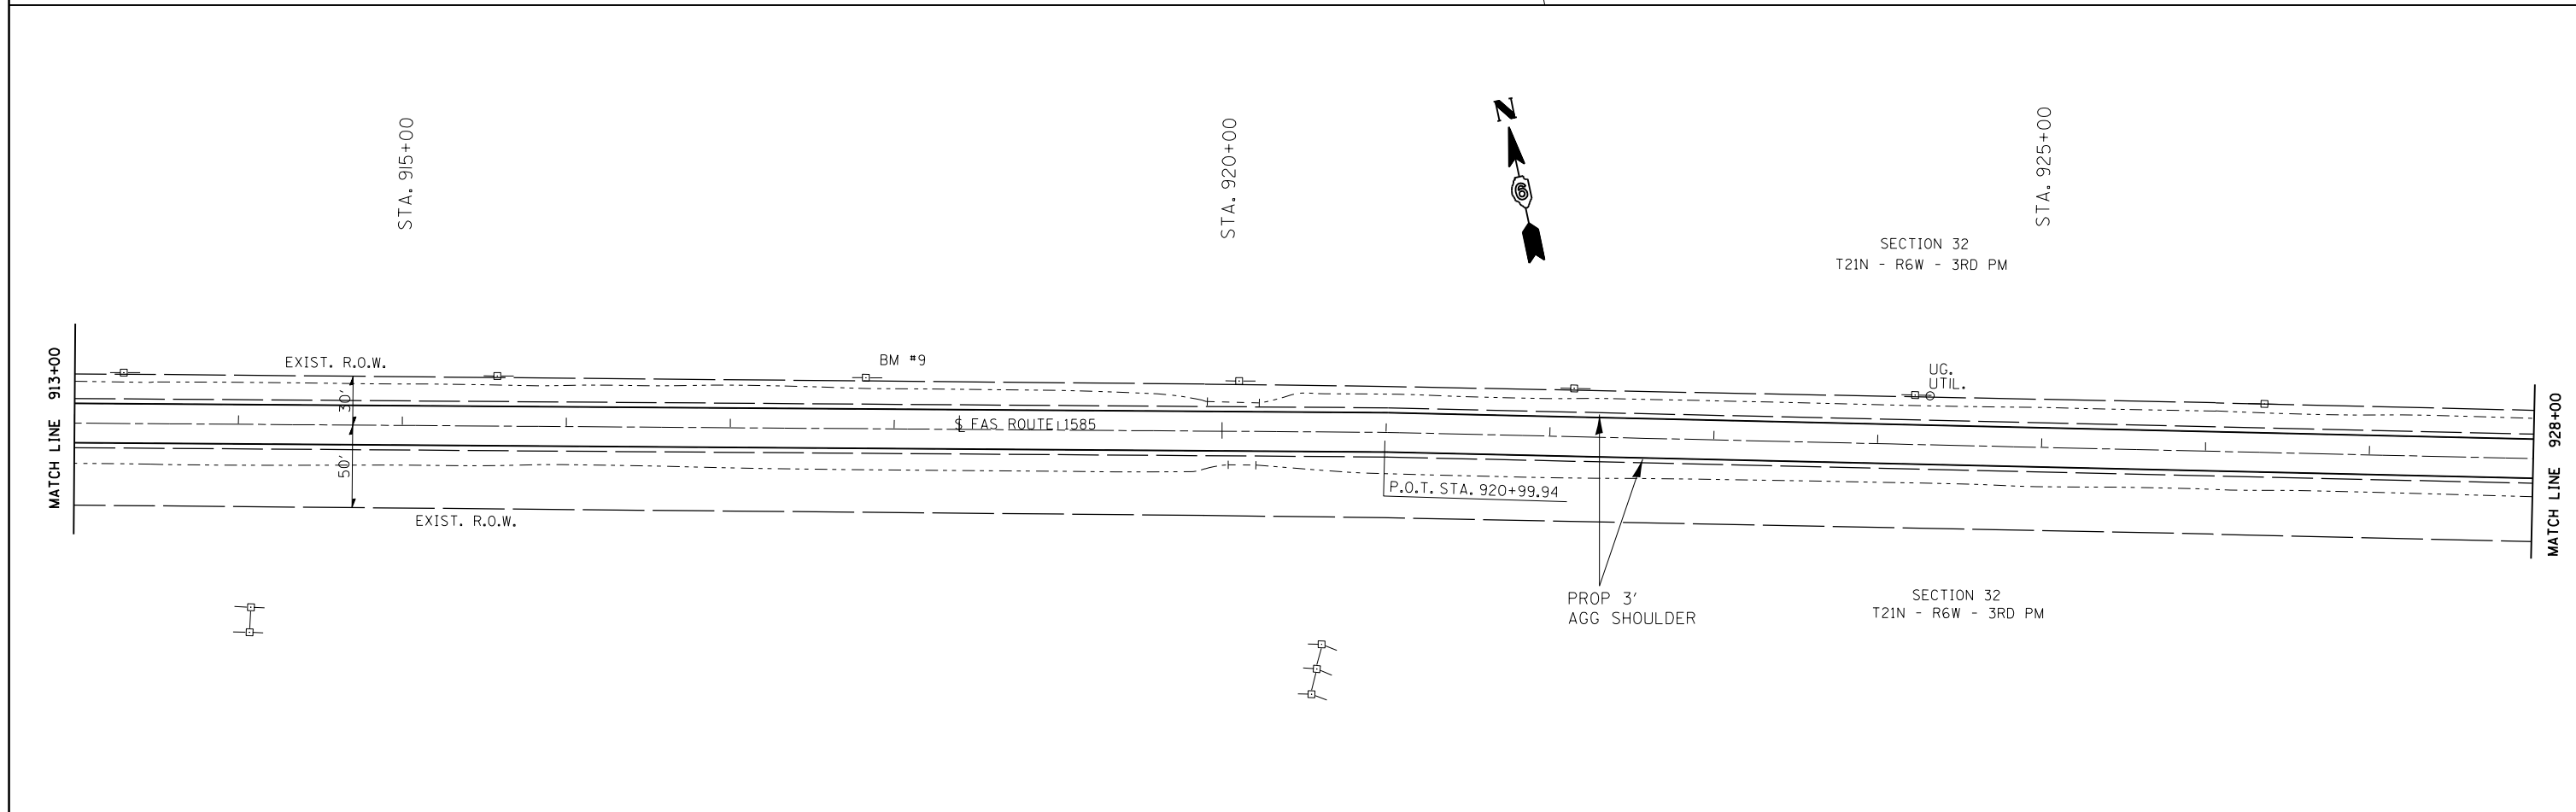 STA. 915+00
STA. 920+00
N
6
STA. 925+00
SECTION 32
T21N - R6W - 3RD PM
MATCH LINE 913+00
EXIST. R.O.W.
BM #9
UG.
UTIL.
30'
℄ EAS ROUTE 1585
50'
P.O.T. STA. 920+99.94
EXIST. R.O.W.
MATCH LINE 928+00
PROP 3'
AGG SHOULDER
SECTION 32
T21N - R6W - 3RD PM